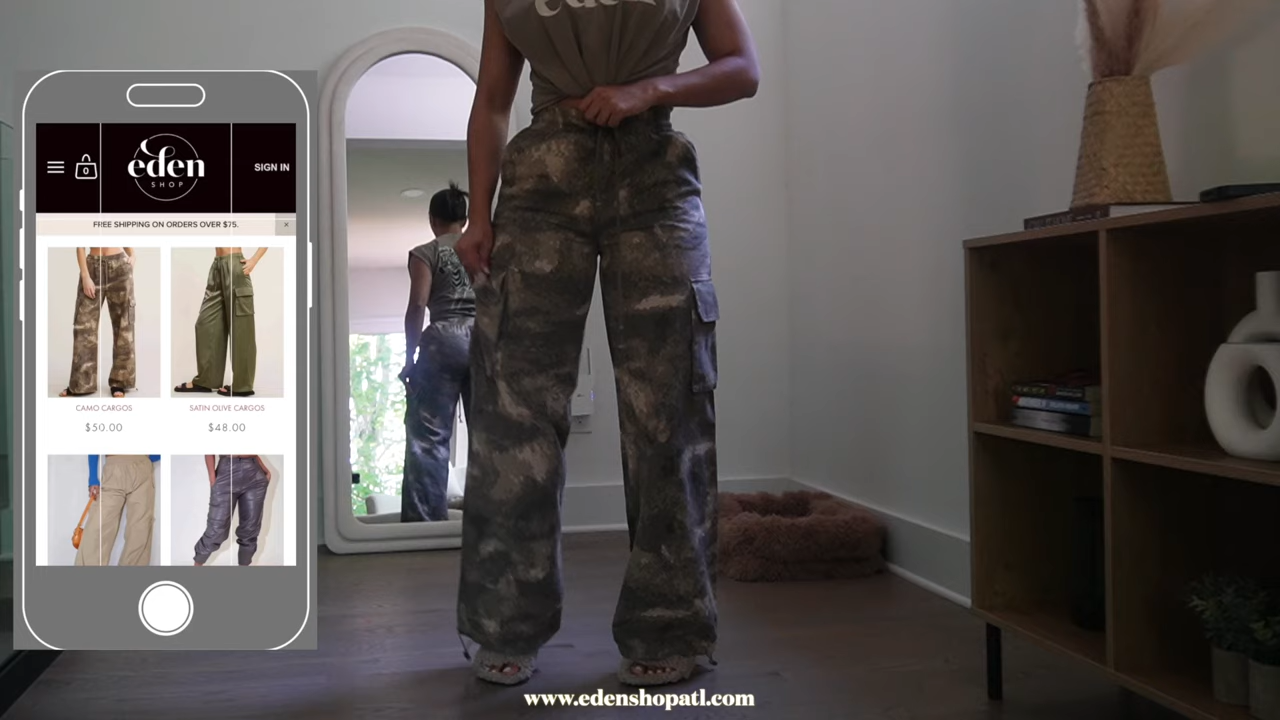 eden
SHOP
0
SIGN IN
FREE SHIPPING ON ORDERS OVER $75.
×
CAMO CARGOS
SATIN OLIVE CARGOS
$50.00
$48.00
eden
www.edenshopatl.com